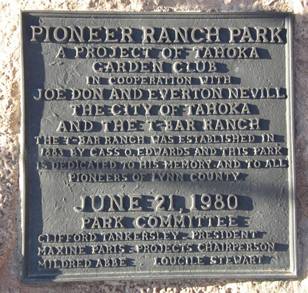 PIONEER RANCH PARK
A PROJECT OF TAHOKA
GARDEN CLUB
IN COOPERATION WITH
JOE DON AND EVERTON NEVILL
THE CITY OF TAHOKA
AND THE T-BAR RANCH
THE T-BAR RANCH WAS ESTABLISHED IN
1883 BY CASS O. EDWARDS AND THIS PARK
IS DEDICATED TO HIS MEMORY AND TO ALL
PIONEERS OF LYNN COUNTY
JUNE 21, 1980
PARK COMMITTEE
CLIFFORD TANKERSLEY - PRESIDENT
MAXINE PARIS - PROJECTS CHAIRPERSON
MILDRED LOUCILE STEWART